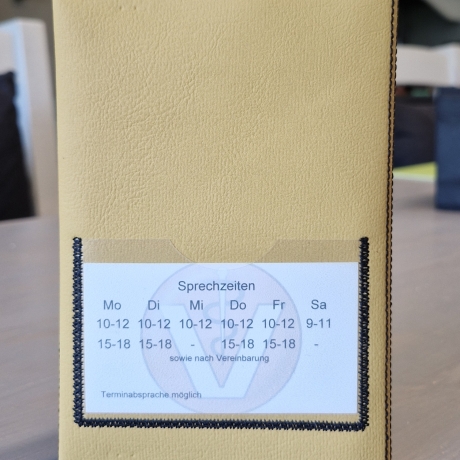 Sprechzeiten
Mo Di Mi Do Fr Sa
10-12 10-12 10-12 10-12 10-12 9-11
15-18 15-18 - 15-18 15-18 -
sowie nach Vereinbarung
Terminabsprache möglich